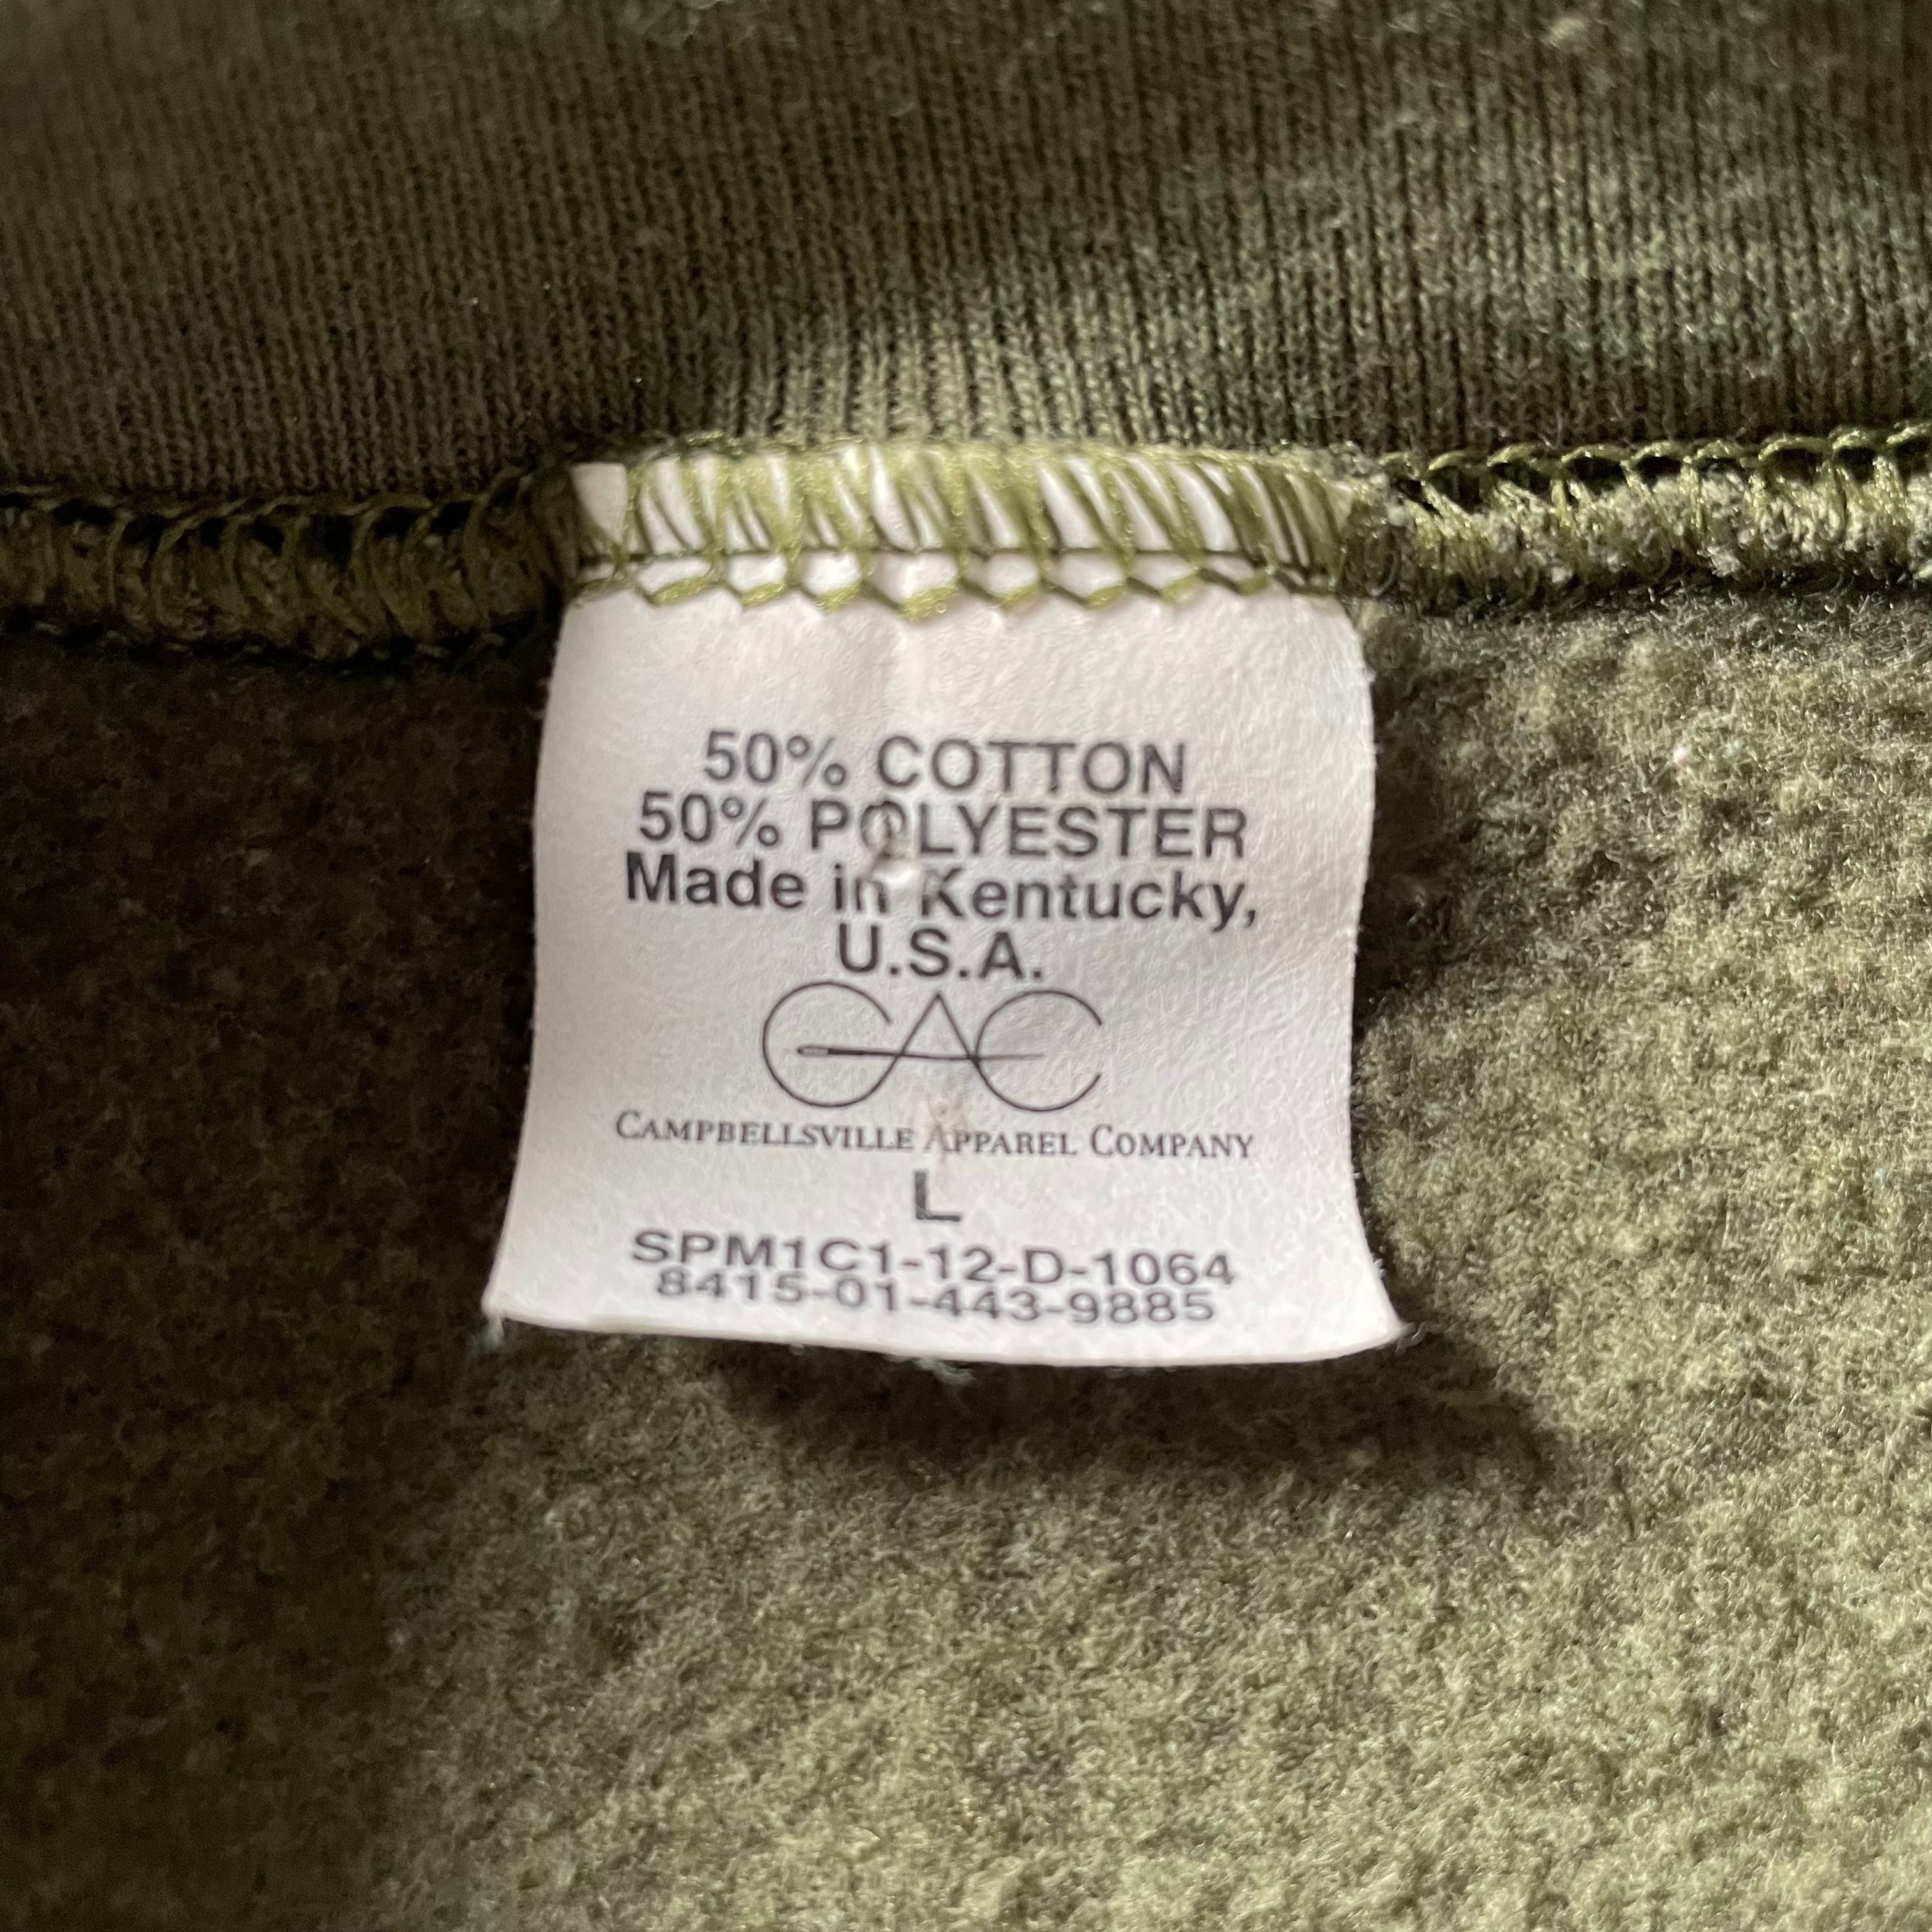 50% COTTON
50% POLYESTER
Made in Kentucky,
U.S.A.
CAC
CAMPBELLSVILLE APPAREL COMPANY
L
SPM1C1-12-D-1064
8415-01-443-9885